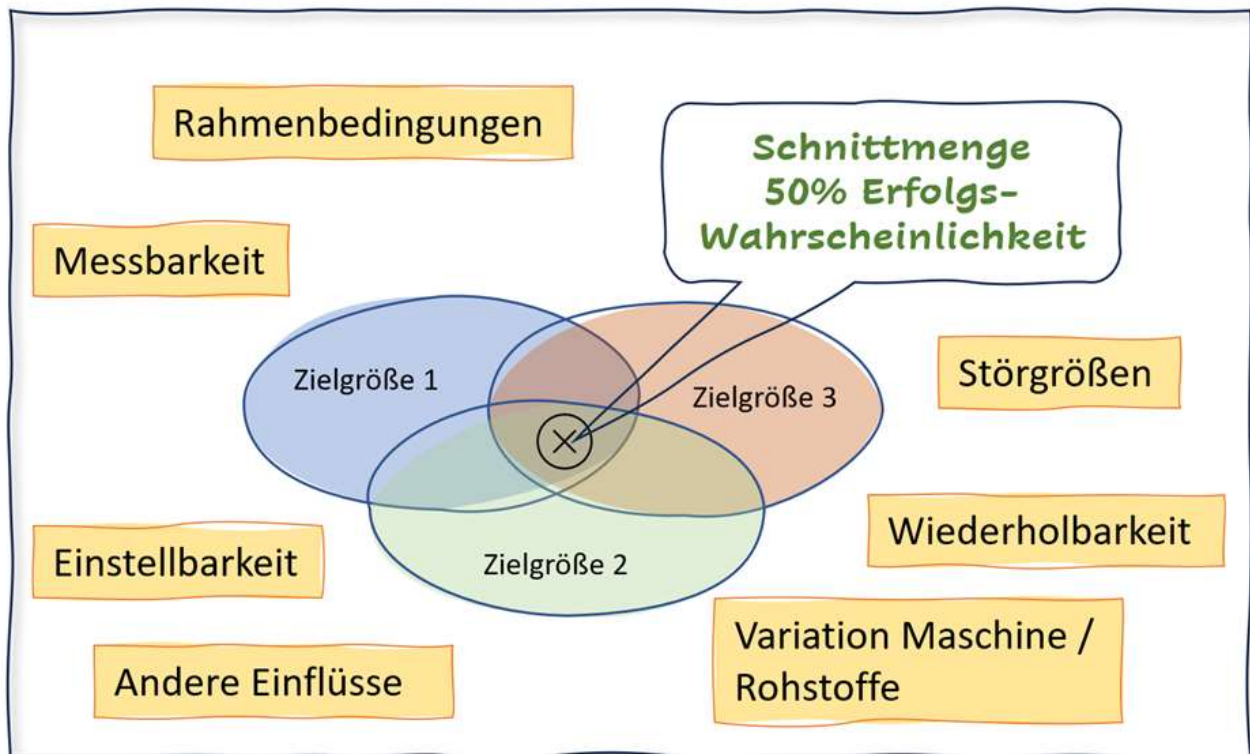 Rahmenbedingungen
Schnittmenge
50% Erfolgs-
Wahrscheinlichkeit
Messbarkeit
Zielgröße 1
Zielgröße 3
Störgrößen
Wiederholbarkeit
Einstellbarkeit
Zielgröße 2
Variation Maschine /
Rohstoffe
Andere Einflüsse